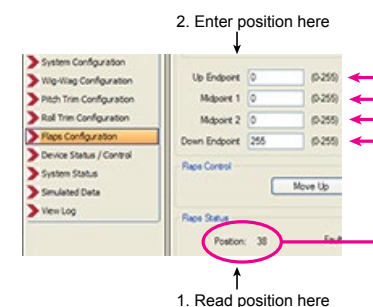 2. Enter position here
System Configuration
Wig-Wag Configuration
Pitch Trim Configuration
Roll Trim Configuration
Flaps Configuration
Device Status / Control
System Status
Simulated Data
View Log
Up Endpoint 0 (0-255)
Midpoint 1 0 (0-255)
Midpoint 2 0 (0-255)
Down Endpoint 255 (0-255)
Flaps Control
Move Up
Flaps Status
Position: 38
1. Read position here